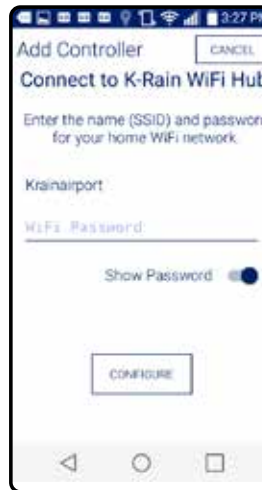 3:27 PM
Add Controller
CANCEL
Connect to K-Rain WiFi Hub
Enter the name (SSID) and password
for your home WiFi network.
Krainairport
WiFi Password
Show Password
CONFIGURE